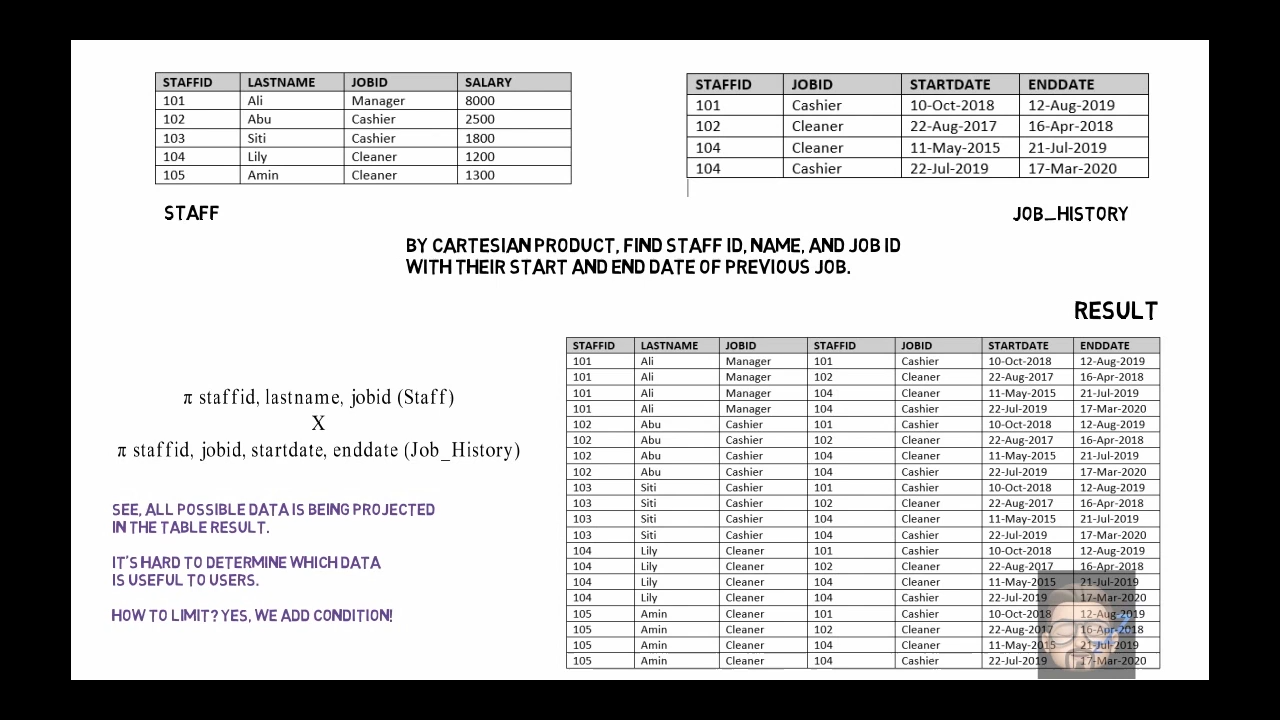 STAFFID LASTNAME JOBID SALARY
101 Ali Manager 8000
102 Abu Cashier 2500
103 Siti Cashier 1800
104 Lily Cleaner 1200
105 Amin Cleaner 1300
STAFF
STAFFID JOBID STARTDATE ENDDATE
101 Cashier 10-Oct-2018 12-Aug-2019
102 Cleaner 22-Aug-2017 16-Apr-2018
104 Cleaner 11-May-2015 21-Jul-2019
104 Cashier 22-Jul-2019 17-Mar-2020
JOB_HISTORY
BY CARTESIAN PRODUCT, FIND STAFF ID, NAME, AND JOB ID
WITH THEIR START AND END DATE OF PREVIOUS JOB.
π staffid, lastname, jobid (Staff)
X
π staffid, jobid, startdate, enddate (Job_History)
SEE, ALL POSSIBLE DATA IS BEING PROJECTED
IN THE TABLE RESULT.
IT'S HARD TO DETERMINE WHICH DATA
IS USEFUL TO USERS.
HOW TO LIMIT? YES, WE ADD CONDITION!
RESULT
STAFFID LASTNAME JOBID STAFFID JOBID STARTDATE ENDDATE
101 Ali Manager 101 Cashier 10-Oct-2018 12-Aug-2019
101 Ali Manager 102 Cleaner 22-Aug-2017 16-Apr-2018
101 Ali Manager 104 Cleaner 11-May-2015 21-Jul-2019
101 Ali Manager 104 Cashier 22-Jul-2019 17-Mar-2020
102 Abu Cashier 101 Cashier 10-Oct-2018 12-Aug-2019
102 Abu Cashier 102 Cleaner 22-Aug-2017 16-Apr-2018
102 Abu Cashier 104 Cleaner 11-May-2015 21-Jul-2019
102 Abu Cashier 104 Cashier 22-Jul-2019 17-Mar-2020
103 Siti Cashier 101 Cashier 10-Oct-2018 12-Aug-2019
103 Siti Cashier 102 Cleaner 22-Aug-2017 16-Apr-2018
103 Siti Cashier 104 Cleaner 11-May-2015 21-Jul-2019
103 Siti Cashier 104 Cashier 22-Jul-2019 17-Mar-2020
104 Lily Cleaner 101 Cashier 10-Oct-2018 12-Aug-2019
104 Lily Cleaner 102 Cleaner 22-Aug-2017 16-Apr-2018
104 Lily Cleaner 104 Cleaner 11-May-2015 21-Jul-2019
104 Lily Cleaner 104 Cashier 22-Jul-2019 17-Mar-2020
105 Amin Cleaner 101 Cashier 10-Oct-2018 12-Aug-2019
105 Amin Cleaner 102 Cleaner 22-Aug-2017 16-Apr-2018
105 Amin Cleaner 104 Cleaner 11-May-2015 21-Jul-2019
105 Amin Cleaner 104 Cashier 22-Jul-2019 17-Mar-2020